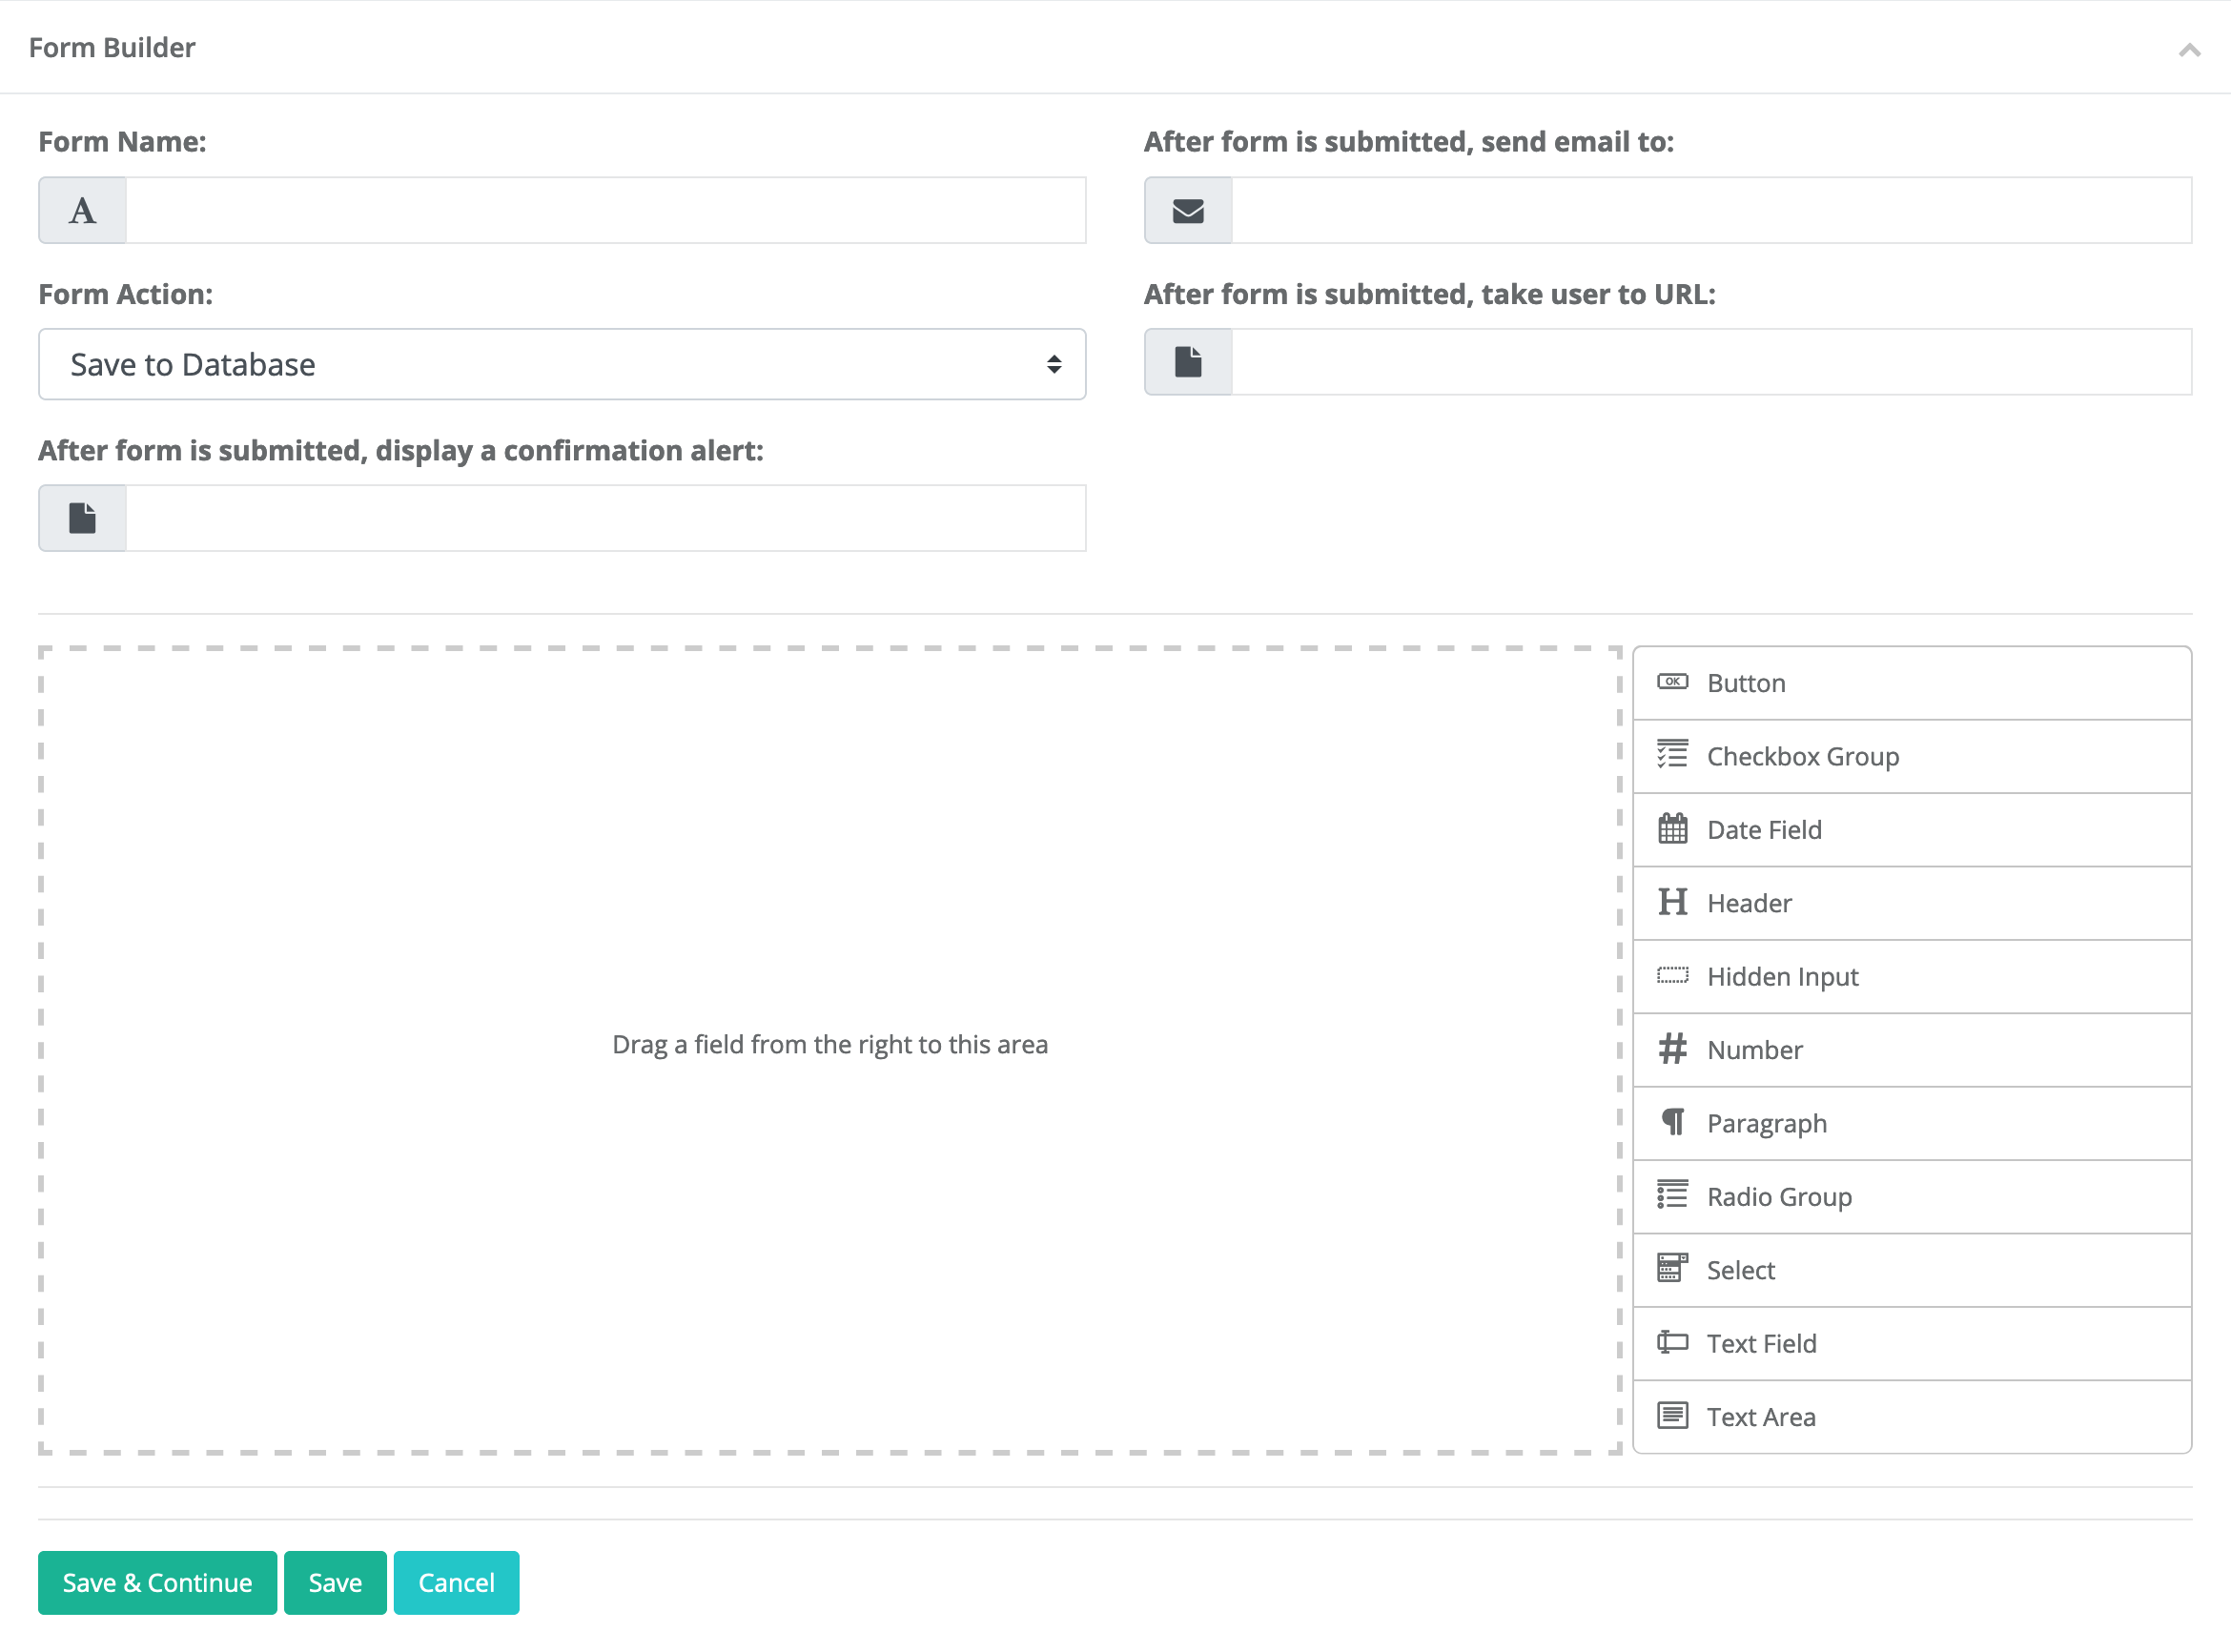 Form Builder
Form Name:
After form is submitted, send email to:
A
Form Action:
After form is submitted, take user to URL:
Save to Database
After form is submitted, display a confirmation alert:
Drag a field from the right to this area
OK Button
Checkbox Group
Date Field
H Header
Hidden Input
# Number
¶ Paragraph
Radio Group
Select
Text Field
Text Area
Save & Continue
Save
Cancel